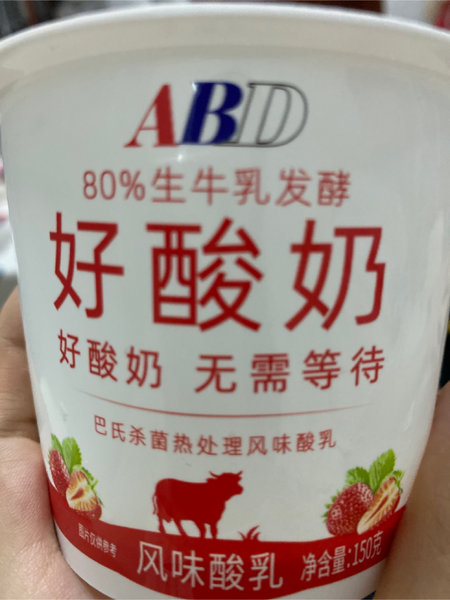 ABD
80%生牛乳发酵
好酸奶
好酸奶 无需等待
巴氏杀菌热处理风味酸乳
图片仅供参考
风味酸乳 净含量:150克